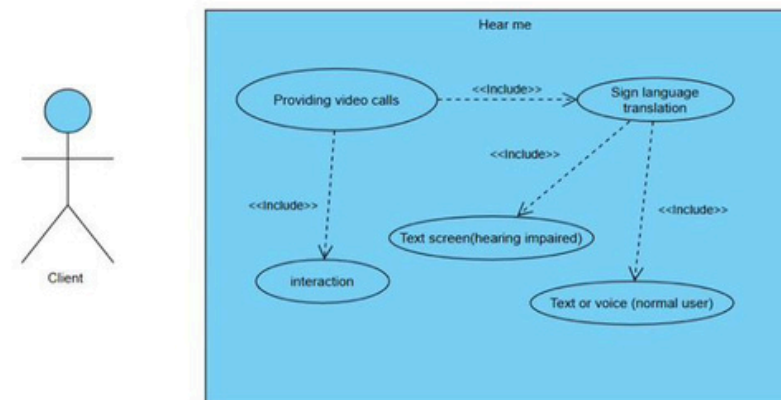 Hear me
Providing video calls
<<Include>>
Sign language
translation
<<Include>>
<<Include>>
<<Include>>
Text screen(hearing impaired)
interaction
Text or voice (normal user)
Client